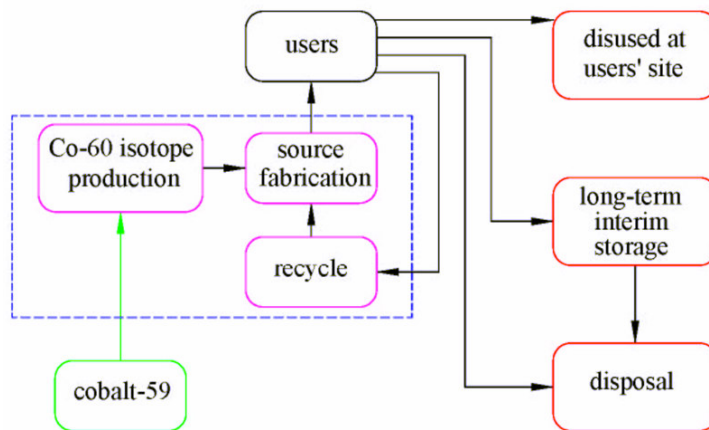 users
disused at
users' site
Co-60 isotope
production
source
fabrication
long-term
interim
storage
recycle
cobalt-59
disposal